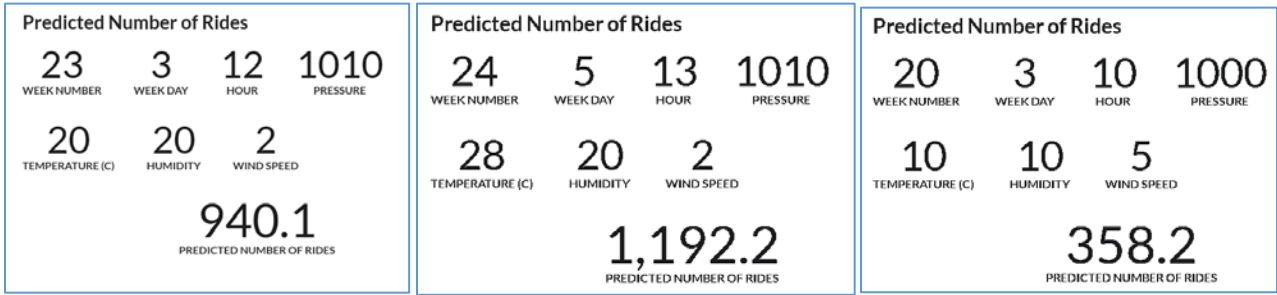 Predicted Number of Rides
23 3 12 1010
WEEK NUMBER WEEK DAY HOUR PRESSURE
20 20 2
TEMPERATURE (C) HUMIDITY WIND SPEED
940.1
PREDICTED NUMBER OF RIDES
Predicted Number of Rides
24 5 13 1010
WEEK NUMBER WEEK DAY HOUR PRESSURE
28 20 2
TEMPERATURE (C) HUMIDITY WIND SPEED
1,192.2
PREDICTED NUMBER OF RIDES
Predicted Number of Rides
20 3 10 1000
WEEK NUMBER WEEK DAY HOUR PRESSURE
10 10 5
TEMPERATURE (C) HUMIDITY WIND SPEED
358.2
PREDICTED NUMBER OF RIDES